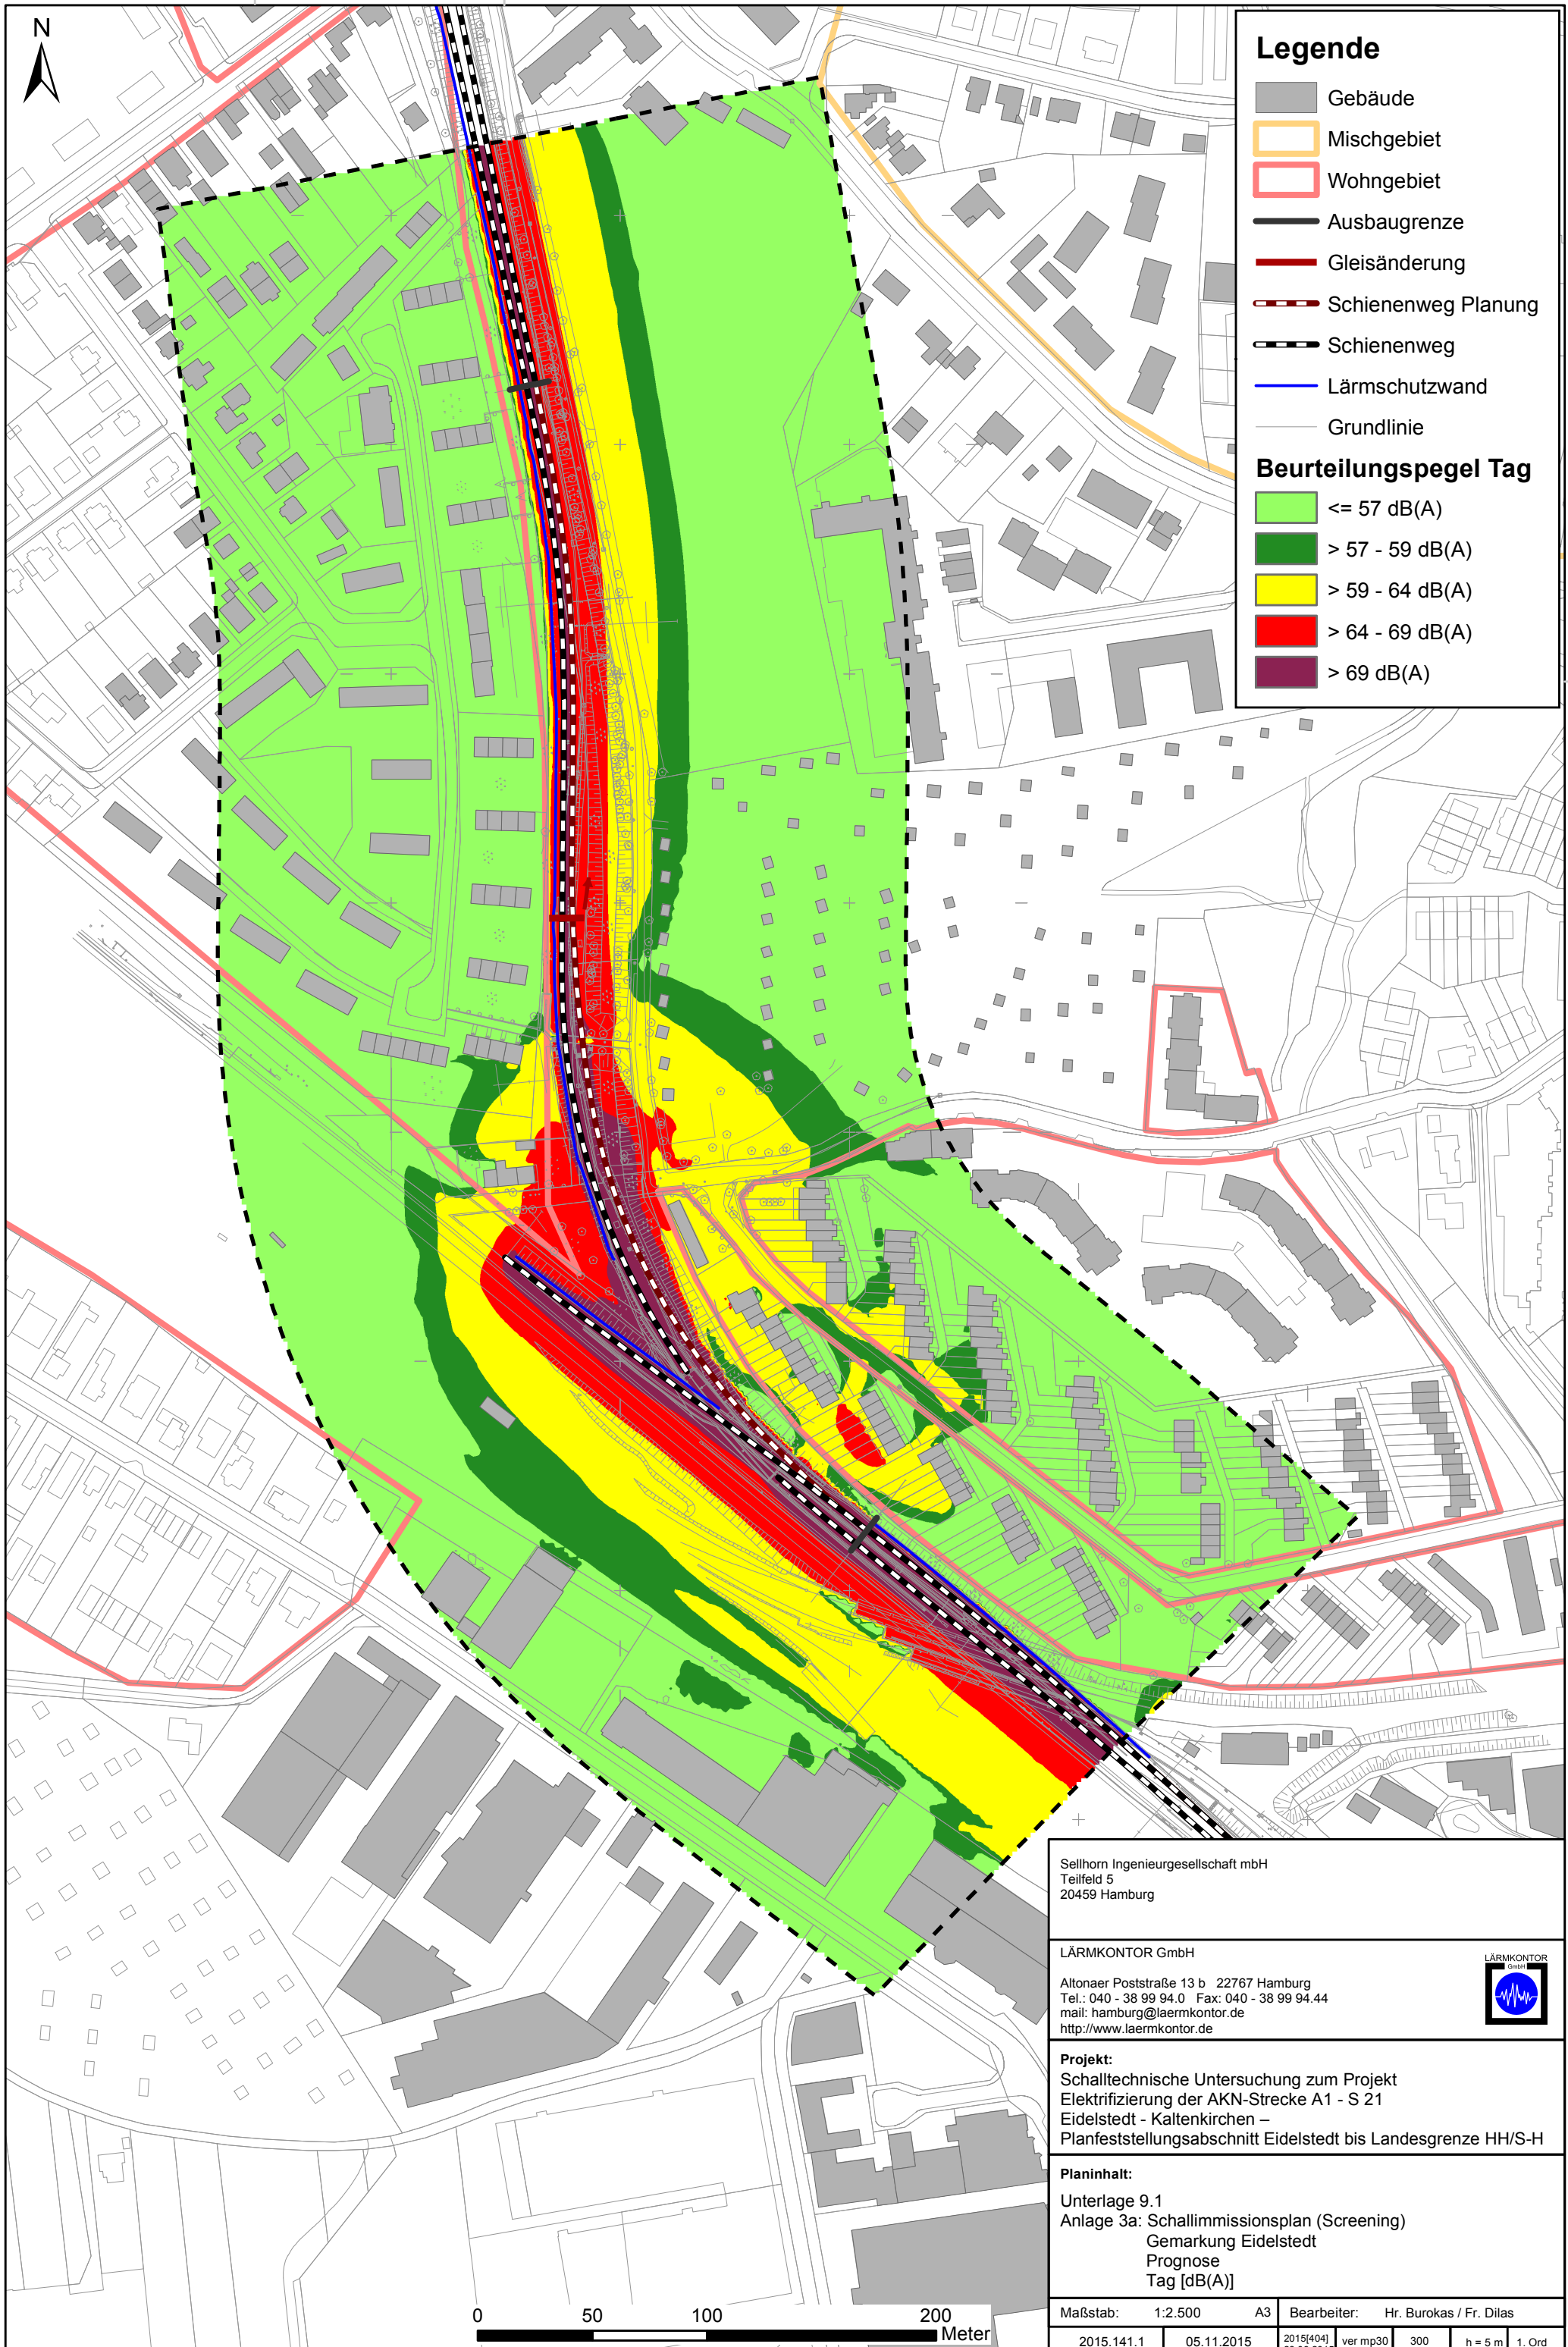 N
Legende
Gebäude
Mischgebiet
Wohngebiet
Ausbaugrenze
Gleisänderung
Schienenweg Planung
Schienenweg
Lärmschutzwand
Grundlinie
Beurteilungspegel Tag
<= 57 dB(A)
> 57 - 59 dB(A)
> 59 - 64 dB(A)
> 64 - 69 dB(A)
> 69 dB(A)
Sellhorn Ingenieurgesellschaft mbH
Teilfeld 5
20459 Hamburg
LÄRMKONTOR GmbH
Altonaer Poststraße 13 b 22767 Hamburg
Tel.: 040 - 38 99 94.0 Fax: 040 - 38 99 94.44
mail: hamburg@laermkontor.de
http://www.laermkontor.de
LÄRMKONTOR
GmbH
Projekt:
Schalltechnische Untersuchung zum Projekt
Elektrifizierung der AKN-Strecke A1 - S 21
Eidelstedt - Kaltenkirchen –
Planfeststellungsabschnitt Eidelstedt bis Landesgrenze HH/S-H
Planinhalt:
Unterlage 9.1
Anlage 3a: Schallimmissionsplan (Screening)
Gemarkung Eidelstedt
Prognose
Tag [dB(A)]
Maßstab: 1:2.500 A3 Bearbeiter: Hr. Burokas / Fr. Dilas
2015.141.1 05.11.2015 2015[404] ver mp30 300 h = 5 m 1. Ord
0 50 100 200
Meter